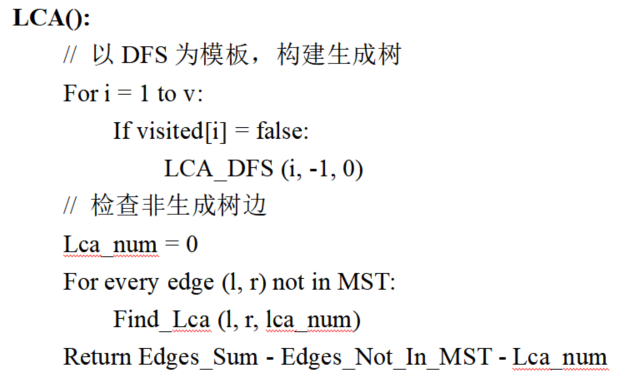 LCA():
// 以 DFS 为模板，构建生成树
For i = 1 to v:
If visited[i] = false:
LCA_DFS (i, -1, 0)
// 检查非生成树边
Lca_num = 0
For every edge (l, r) not in MST:
Find_Lca (l, r, lca_num)
Return Edges_Sum - Edges_Not_In_MST - Lca_num